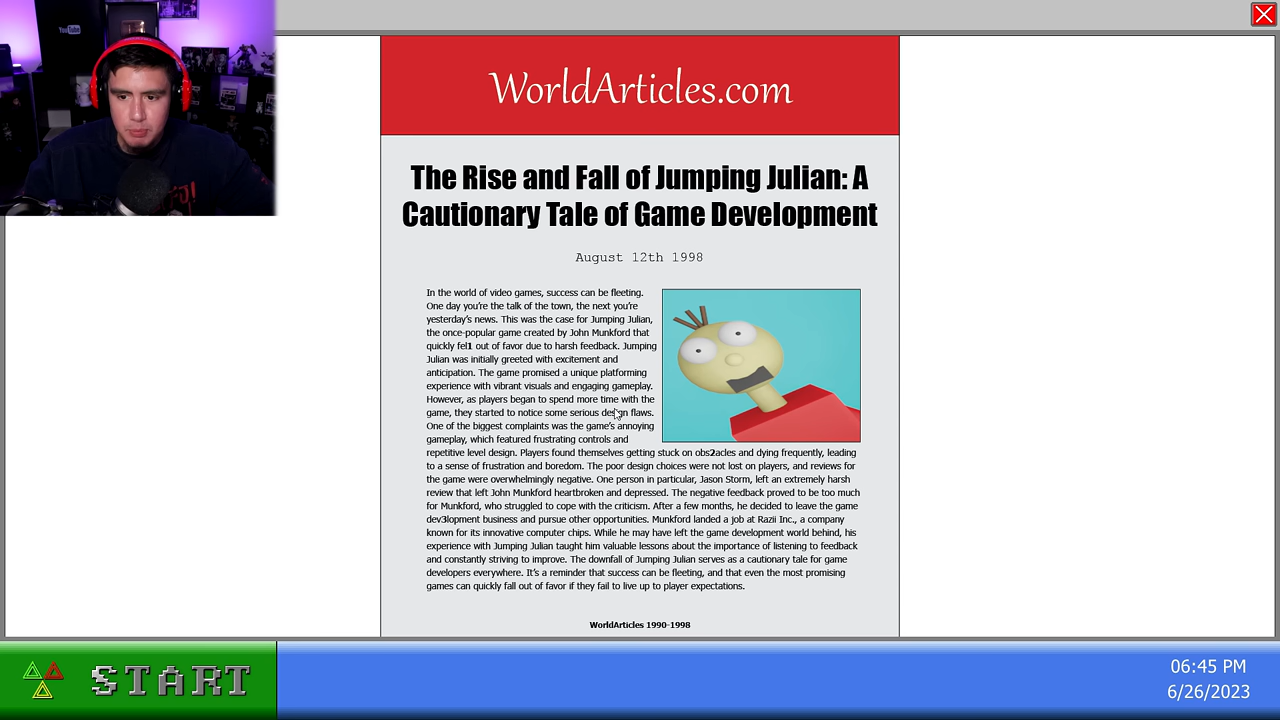 YouTube
WorldArticles.com
The Rise and Fall of Jumping Julian: A
Cautionary Tale of Game Development
August 12th 1998
In the world of video games, success can be fleeting.
One day you're the talk of the town, the next you're
yesterday's news. This was the case for Jumping Julian,
the once-popular game created by John Munkford that
quickly fel1 out of favor due to harsh feedback. Jumping
Julian was initially greeted with excitement and
anticipation. The game promised a unique platforming
experience with vibrant visuals and engaging gameplay.
However, as players began to spend more time with the
game, they started to notice some serious design flaws.
One of the biggest complaints was the game's annoying
gameplay, which featured frustrating controls and
repetitive level design. Players found themselves getting stuck on obs2acles and dying frequently, leading
to a sense of frustration and boredom. The poor design choices were not lost on players, and reviews for
the game were overwhelmingly negative. One person in particular, Jason Storm, left an extremely harsh
review that left John Munkford heartbroken and depressed. The negative feedback proved to be too much
for Munkford, who struggled to cope with the criticism. After a few months, he decided to leave the game
dev3lopment business and pursue other opportunities. Munkford landed a job at Razii Inc., a company
known for its innovative computer chips. While he may have left the game development world behind, his
experience with Jumping Julian taught him valuable lessons about the importance of listening to feedback
and constantly striving to improve. The downfall of Jumping Julian serves as a cautionary tale for game
developers everywhere. It's a reminder that success can be fleeting, and that even the most promising
games can quickly fall out of favor if they fail to live up to player expectations.
WorldArticles 1990-1998
START
06:45 PM
6/26/2023